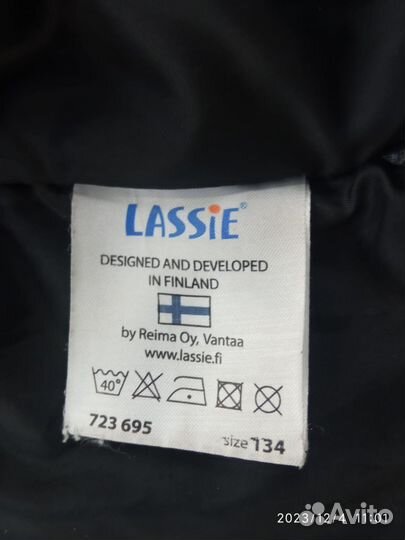 LASSiE®
DESIGNED AND DEVELOPED
IN FINLAND
by Reima Oy, Vantaa
www.lassie.fi
40°
723 695 size 134
2023/12/4 11:01
Avito